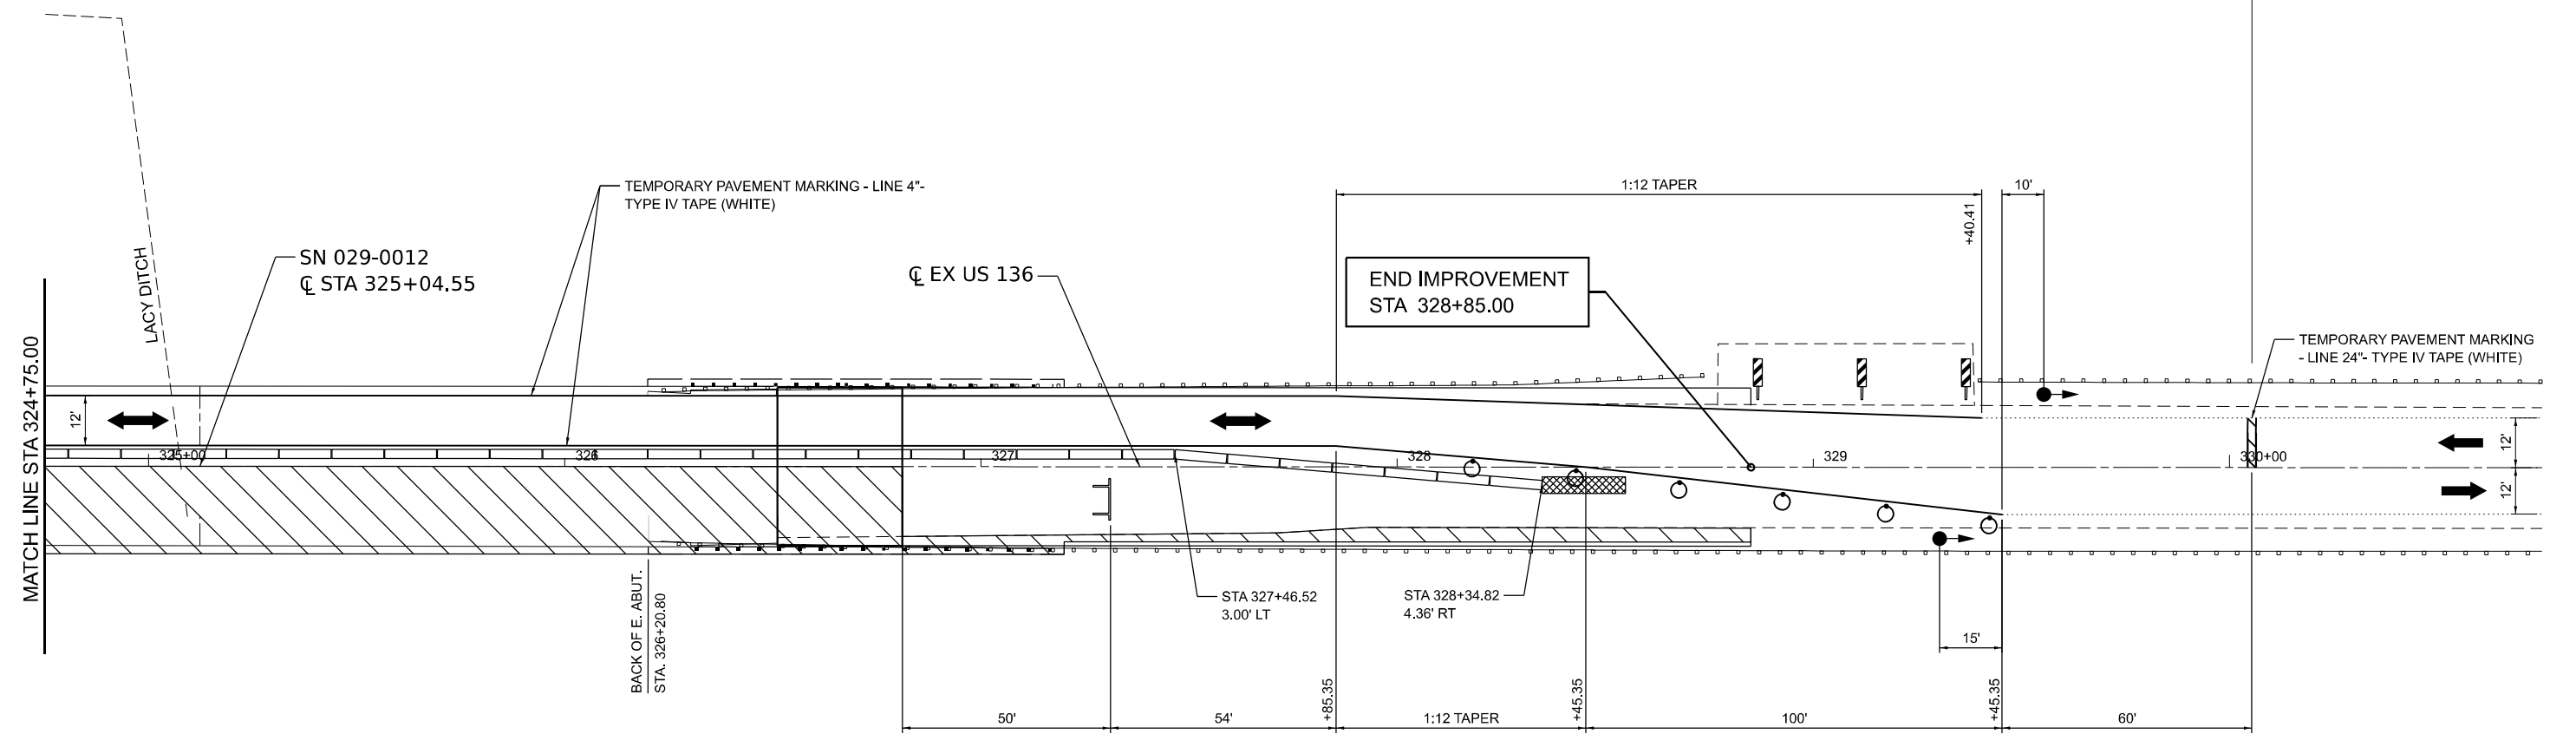 TEMPORARY PAVEMENT MARKING - LINE 4"-
TYPE IV TAPE (WHITE)
1:12 TAPER
10'
+40.41
LACY DITCH
SN 029-0012
℄ STA 325+04.55
℄ EX US 136
END IMPROVEMENT
STA 328+85.00
MATCH LINE STA 324+75.00
TEMPORARY PAVEMENT MARKING
- LINE 24"- TYPE IV TAPE (WHITE)
12'
12'
12'
325+00
326
327
328
329
330+00
BACK OF E. ABUT.
STA. 326+20.80
STA 327+46.52
3.00' LT
STA 328+34.82
4.36' RT
15'
+85.35
+45.35
+45.35
50'
54'
1:12 TAPER
100'
60'